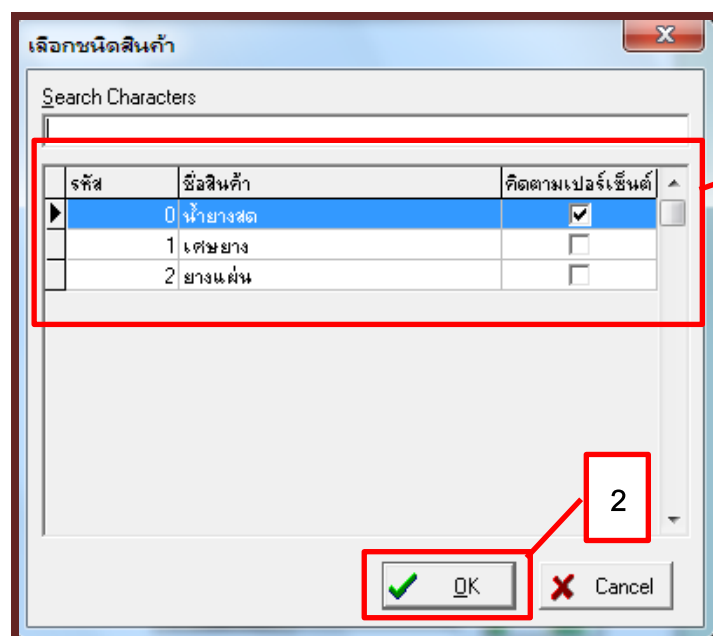 เลือกชนิดสินค้า
Search Characters
รหัส ชื่อสินค้า คิดตามเปอร์เซ็นต์
0 น้ำยางสด
1 เศษยาง
2 ยางแผ่น
2
OK Cancel